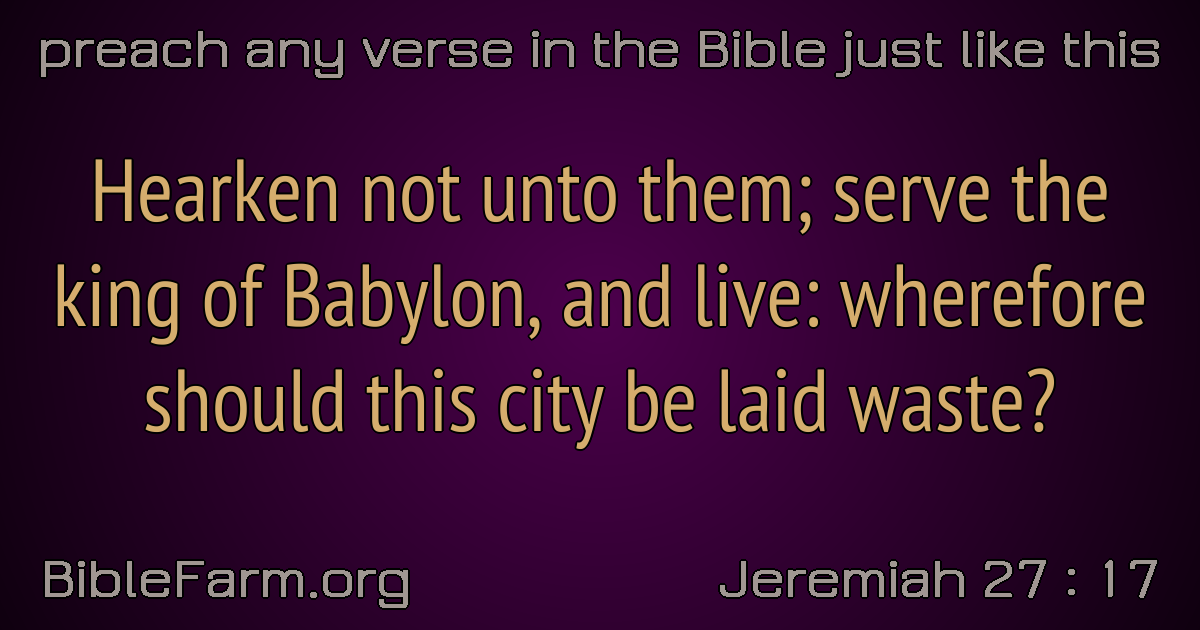 preach any verse in the Bible just like this
Hearken not unto them; serve the
king of Babylon, and live: wherefore
should this city be laid waste?
BibleFarm.org
Jeremiah 27 : 17